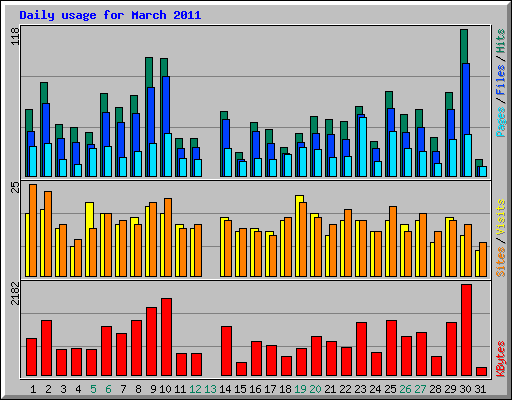 Daily usage for March 2011
118
Pages / Files / Hits
25
Sites / Visits
2182
KBytes
1 2 3 4 5 6 7 8 9 10 11 12 13 14 15 16 17 18 19 20 21 22 23 24 25 26 27 28 29 30 31